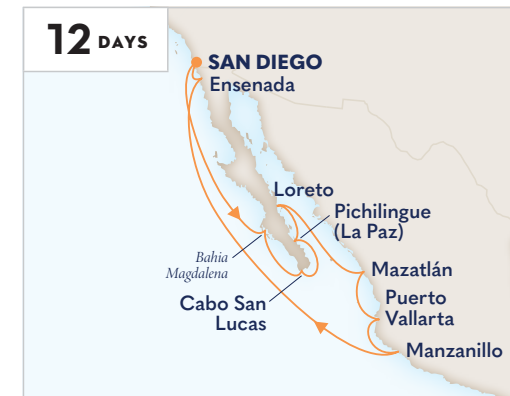 12 DAYS
SAN DIEGO
Ensenada
Loreto
Pichilingue
(La Paz)
Bahia
Magdalena
Mazatlán
Cabo San
Lucas
Puerto
Vallarta
Manzanillo